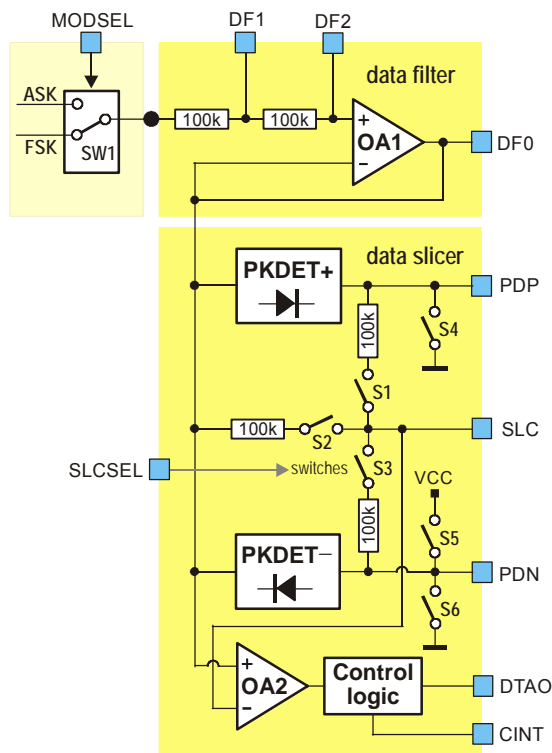 MODSEL
DF1
DF2
data filter
ASK
FSK
SW1
100k
100k
+
−
OA1
DF0
data slicer
PKDET+
PDP
100k
S4
S1
100k
S2
SLC
SLCSEL
switches
S3
VCC
100k
S5
PKDET−
PDN
S6
+
−
OA2
Control
logic
DTAO
CINT